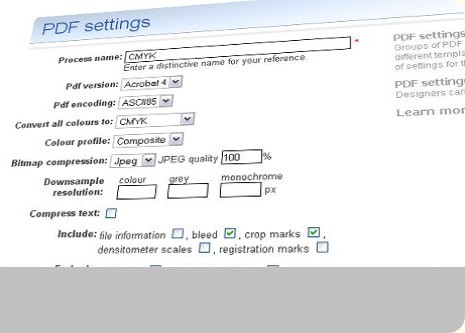 PDF settings
Process name: CMYK *
Enter a distinctive name for your reference.
Pdf version: Acrobat 4
Pdf encoding: ASCII85
Convert all colours to: CMYK
Colour profile: Composite
Bitmap compression: Jpeg JPEG quality 100 %
Downsample resolution: colour grey monochrome px
Compress text:
Include: file information , bleed , crop marks ,
densitometer scales , registration marks
PDF settings
Groups of PDF
different templa
of settings for t
PDF setting
Designers can
Learn mor